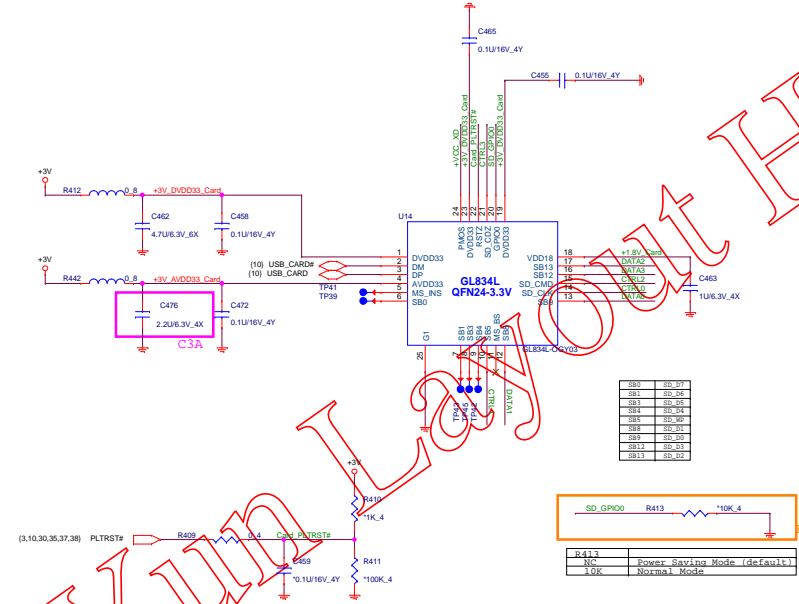 C465
0.1U/16V_4Y
C455
0.1U/16V_4Y
+VCC_XD
+3V_DVDD33_Card
Card_PLTRST#
CTRL3
SD_GPIO0
+3V_DVDD33_Card
+3V
R412
0_8
+3V_DVDD33_Card
C462
4.7U/6.3V_6X
C458
0.1U/16V_4Y
+3V
R442
0_8
+3V_AVDD33_Card
C476
2.2U/6.3V_4X
C472
0.1U/16V_4Y
C3A
(10) USB_CARD#
(10) USB_CARD
TP41
TP39
U14
24
23
22
21
20
19
PMOS
DVDD33
RSTZ
SD_CDZ
GPIO0
DVDD33
1 DVDD33
2 DM
3 DP
4 AVDD33
5 MS_INS
6 SB0
GL834L
QFN24-3.3V
VDD18 18 +1.8V_Card
SB13 17 DATA2
SB12 16 DATA3
SD_CMD 15 CTRL2
SD_CLK 14 CTRL0
SB9 13 DATA0
C463
1U/6.3V_4X
G1
SB1
SB3
SB4
SB5
MS_BS
SB8
25
7
8
9
10
11
12
GL834L-OGY03
TP43
TP45
TP42
DATA1
SB0 SD_D7
SB1 SD_D6
SB3 SD_D5
SB4 SD_D4
SB5 SD_WP
SB8 SD_D1
SB9 SD_D0
SB12 SD_D3
SB13 SD_D2
+3V
R410
*1K_4
(3,10,30,35,37,38) PLTRST#
R409
0_4
Card_PLTRST#
C459
*0.1U/16V_4Y
R411
*100K_4
SD_GPIO0
R413
*10K_4
R413
NC Power Saving Mode (default)
10K Normal Mode
Layout